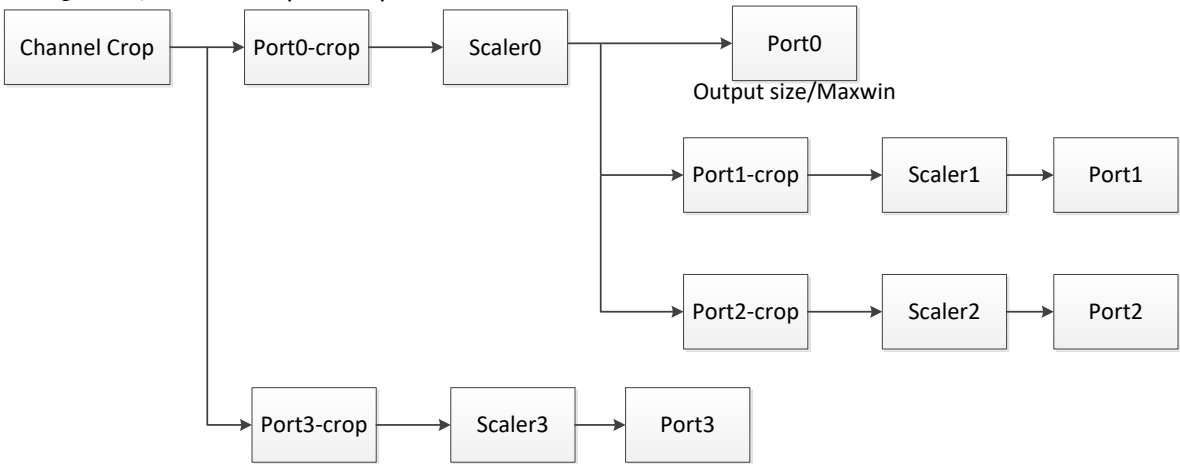 Channel Crop
Port0-crop
Scaler0
Port0
Output size/Maxwin
Port1-crop
Scaler1
Port1
Port2-crop
Scaler2
Port2
Port3-crop
Scaler3
Port3